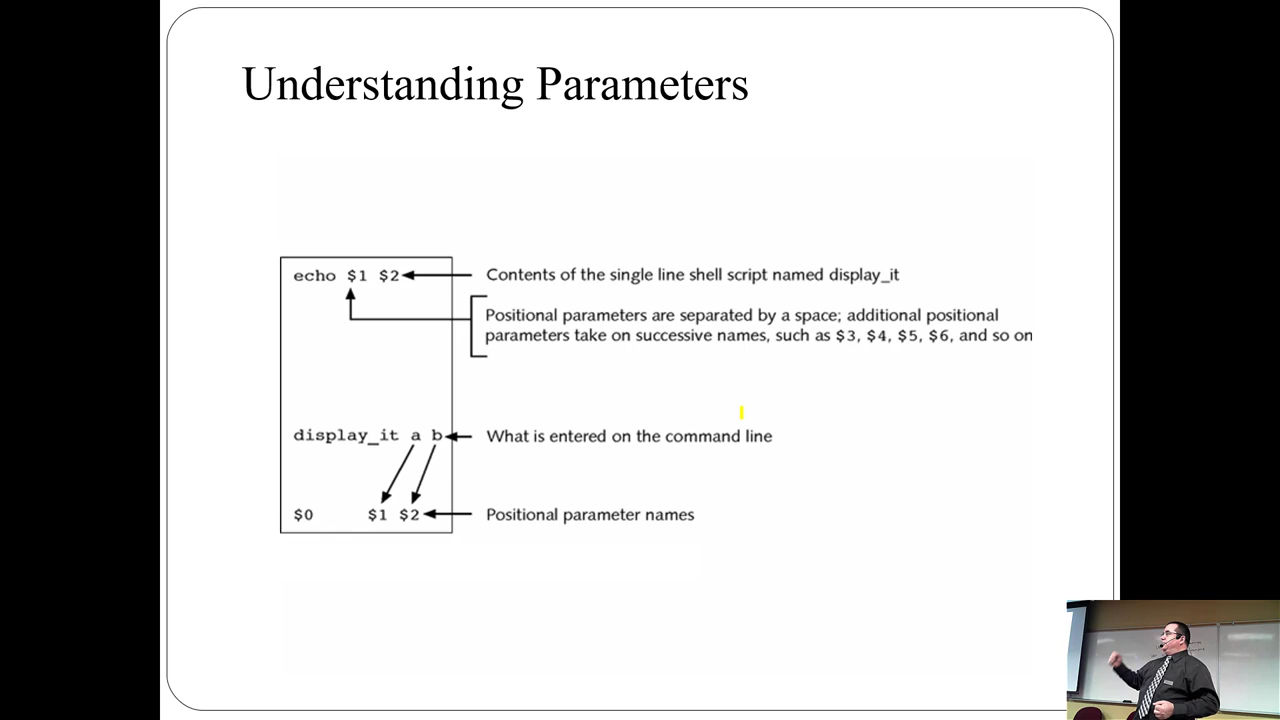 Understanding Parameters
echo $1 $2
Contents of the single line shell script named display_it
Positional parameters are separated by a space; additional positional
parameters take on successive names, such as $3, $4, $5, $6, and so on
display_it a b
What is entered on the command line
$0 $1 $2
Positional parameter names